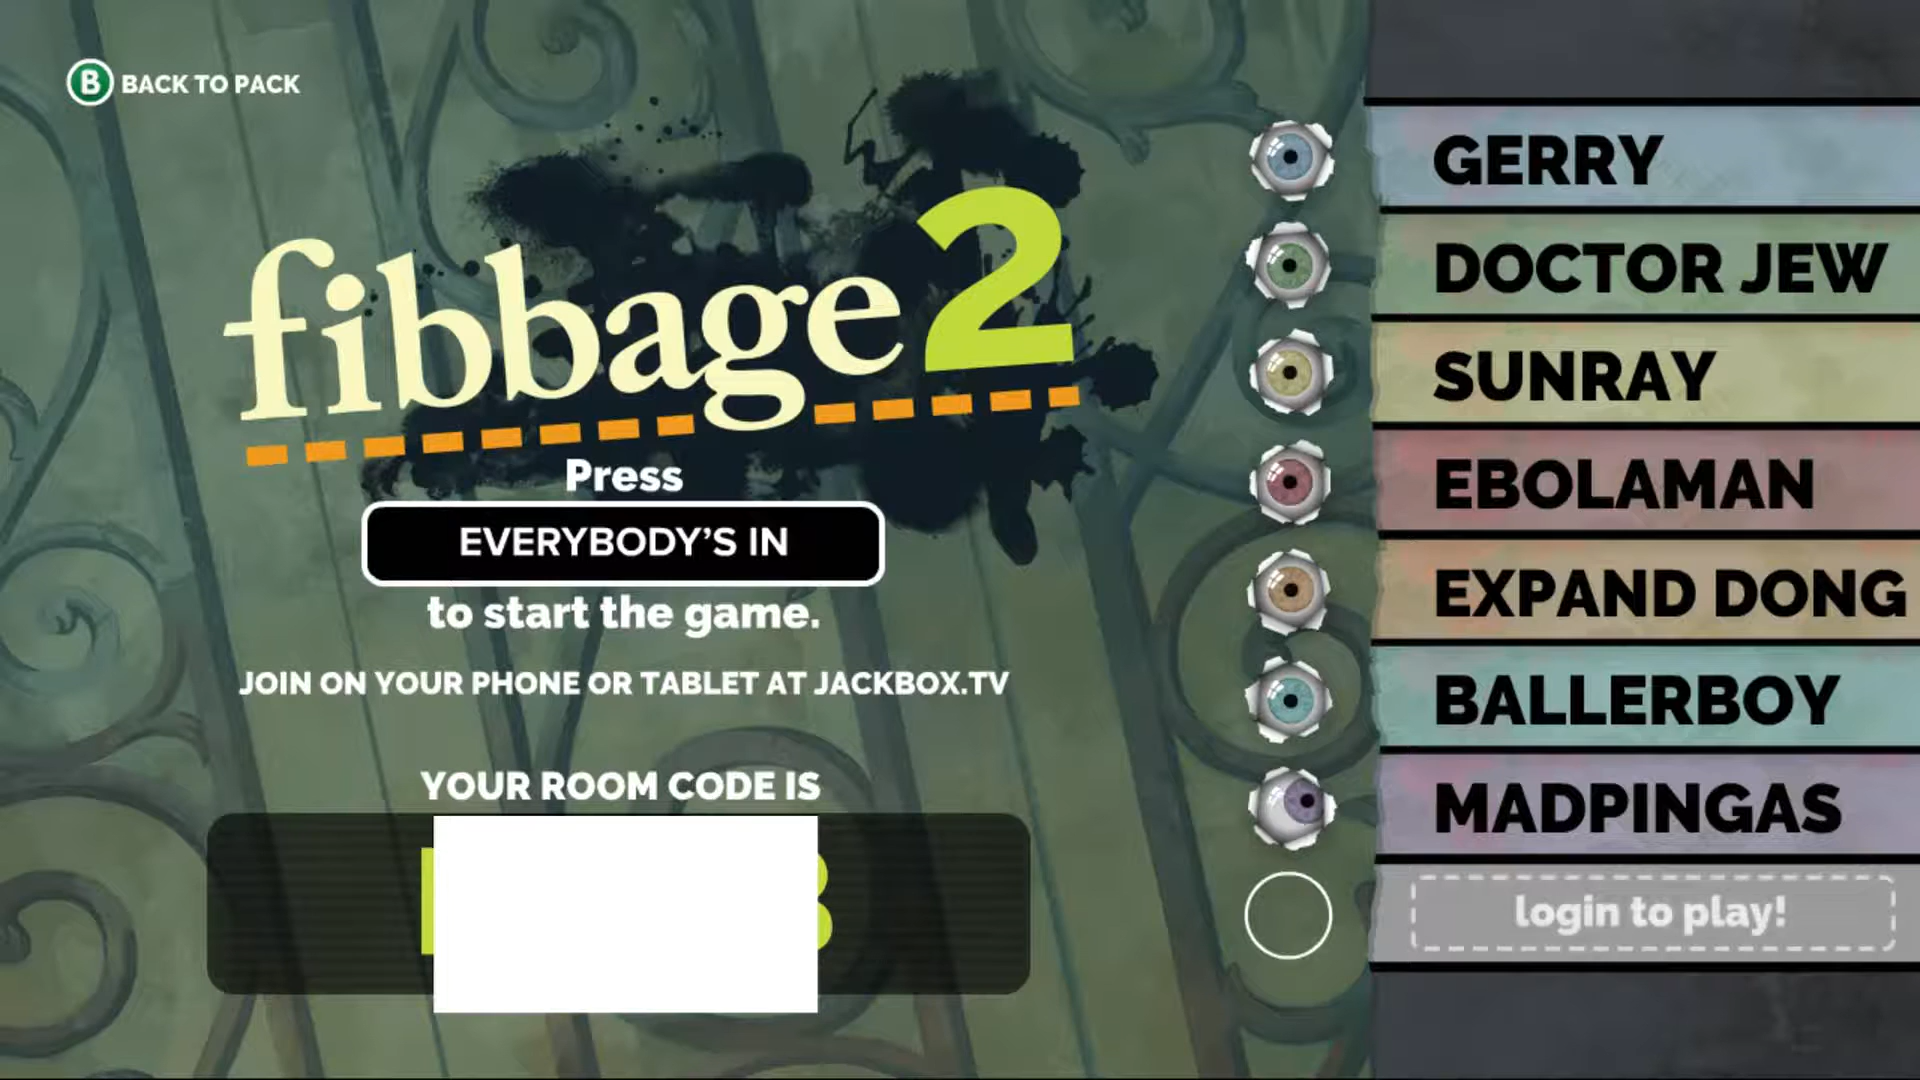 B BACK TO PACK
fibbage 2
Press
EVERYBODY'S IN
to start the game.
JOIN ON YOUR PHONE OR TABLET AT JACKBOX.TV
YOUR ROOM CODE IS
GERRY
DOCTOR JEW
SUNRAY
EBOLAMAN
EXPAND DONG
BALLERBOY
MADPINGAS
login to play!